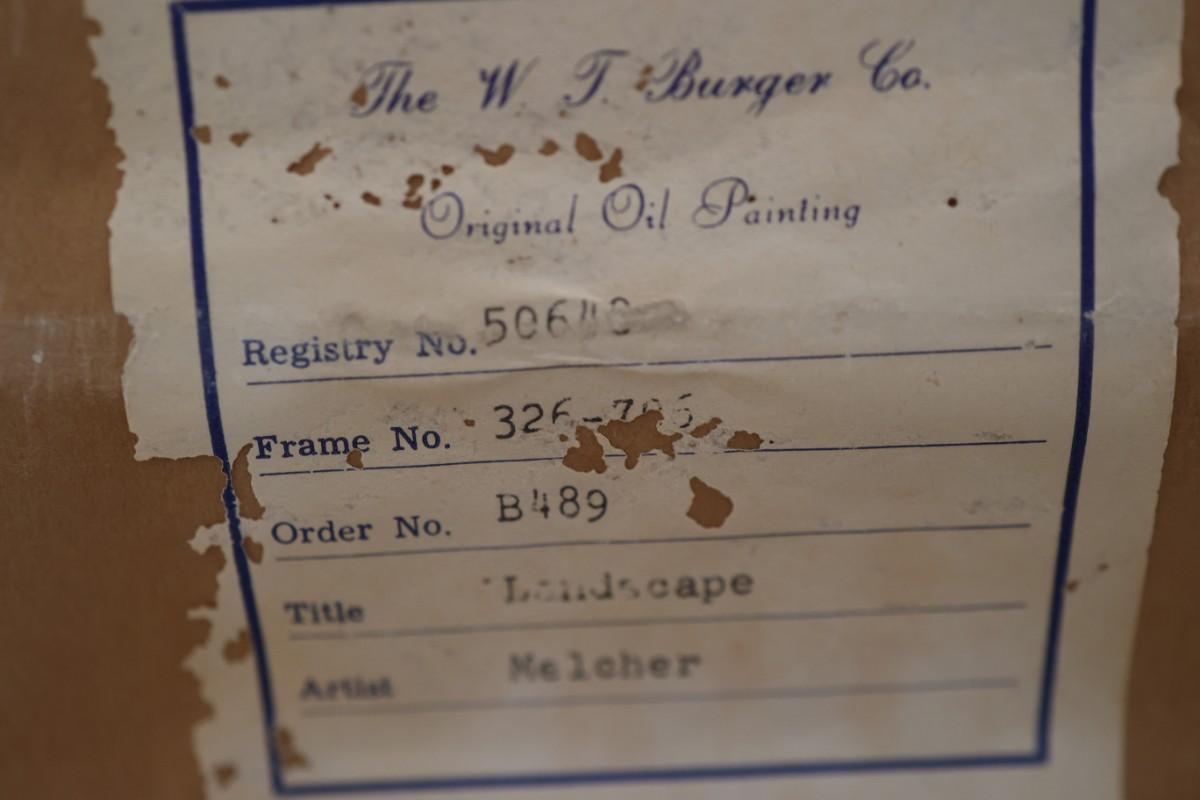 The W T Burger Co.
Original Oil Painting
Registry No.
Frame No.
Order No. B489
Title Landscape
Artist Melcher